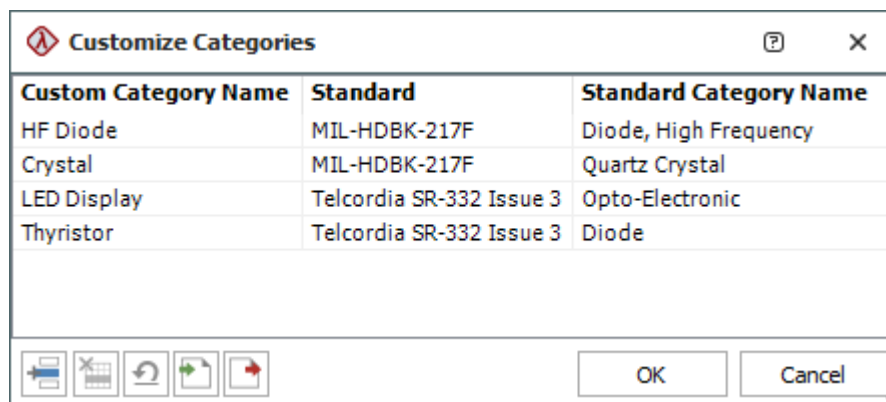 Customize Categories
Custom Category Name Standard Standard Category Name
HF Diode MIL-HDBK-217F Diode, High Frequency
Crystal MIL-HDBK-217F Quartz Crystal
LED Display Telcordia SR-332 Issue 3 Opto-Electronic
Thyristor Telcordia SR-332 Issue 3 Diode
OK Cancel